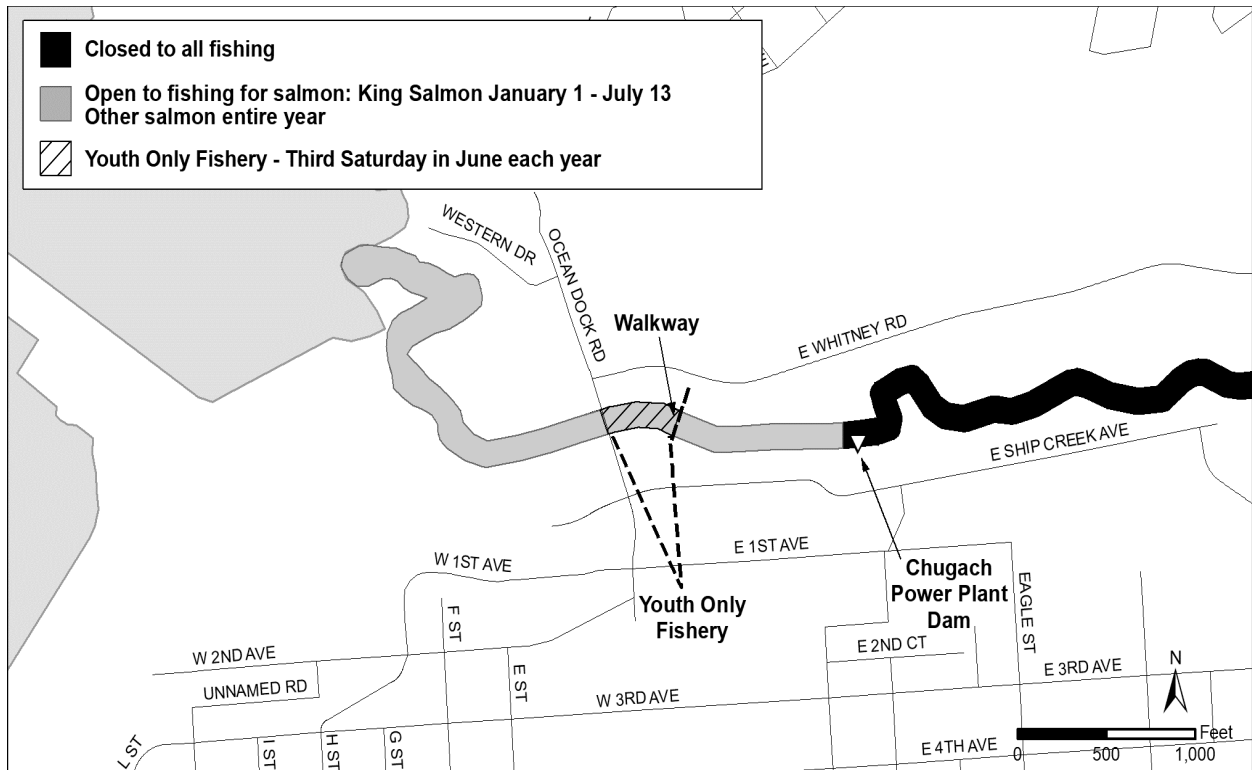 Closed to all fishing
Open to fishing for salmon: King Salmon January 1 - July 13
Other salmon entire year
Youth Only Fishery - Third Saturday in June each year
WESTERN DR
OCEAN DOCK RD
Walkway
E WHITNEY RD
E SHIP CREEK AVE
W 1ST AVE
E 1ST AVE
Chugach
Power Plant
Dam
Youth Only
Fishery
EAGLE ST
F ST
E ST
W 2ND AVE
E 2ND CT
UNNAMED RD
E 3RD AVE
W 3RD AVE
N
L ST
I ST
H ST
G ST
E 4TH AVE
Feet
0 500 1,000